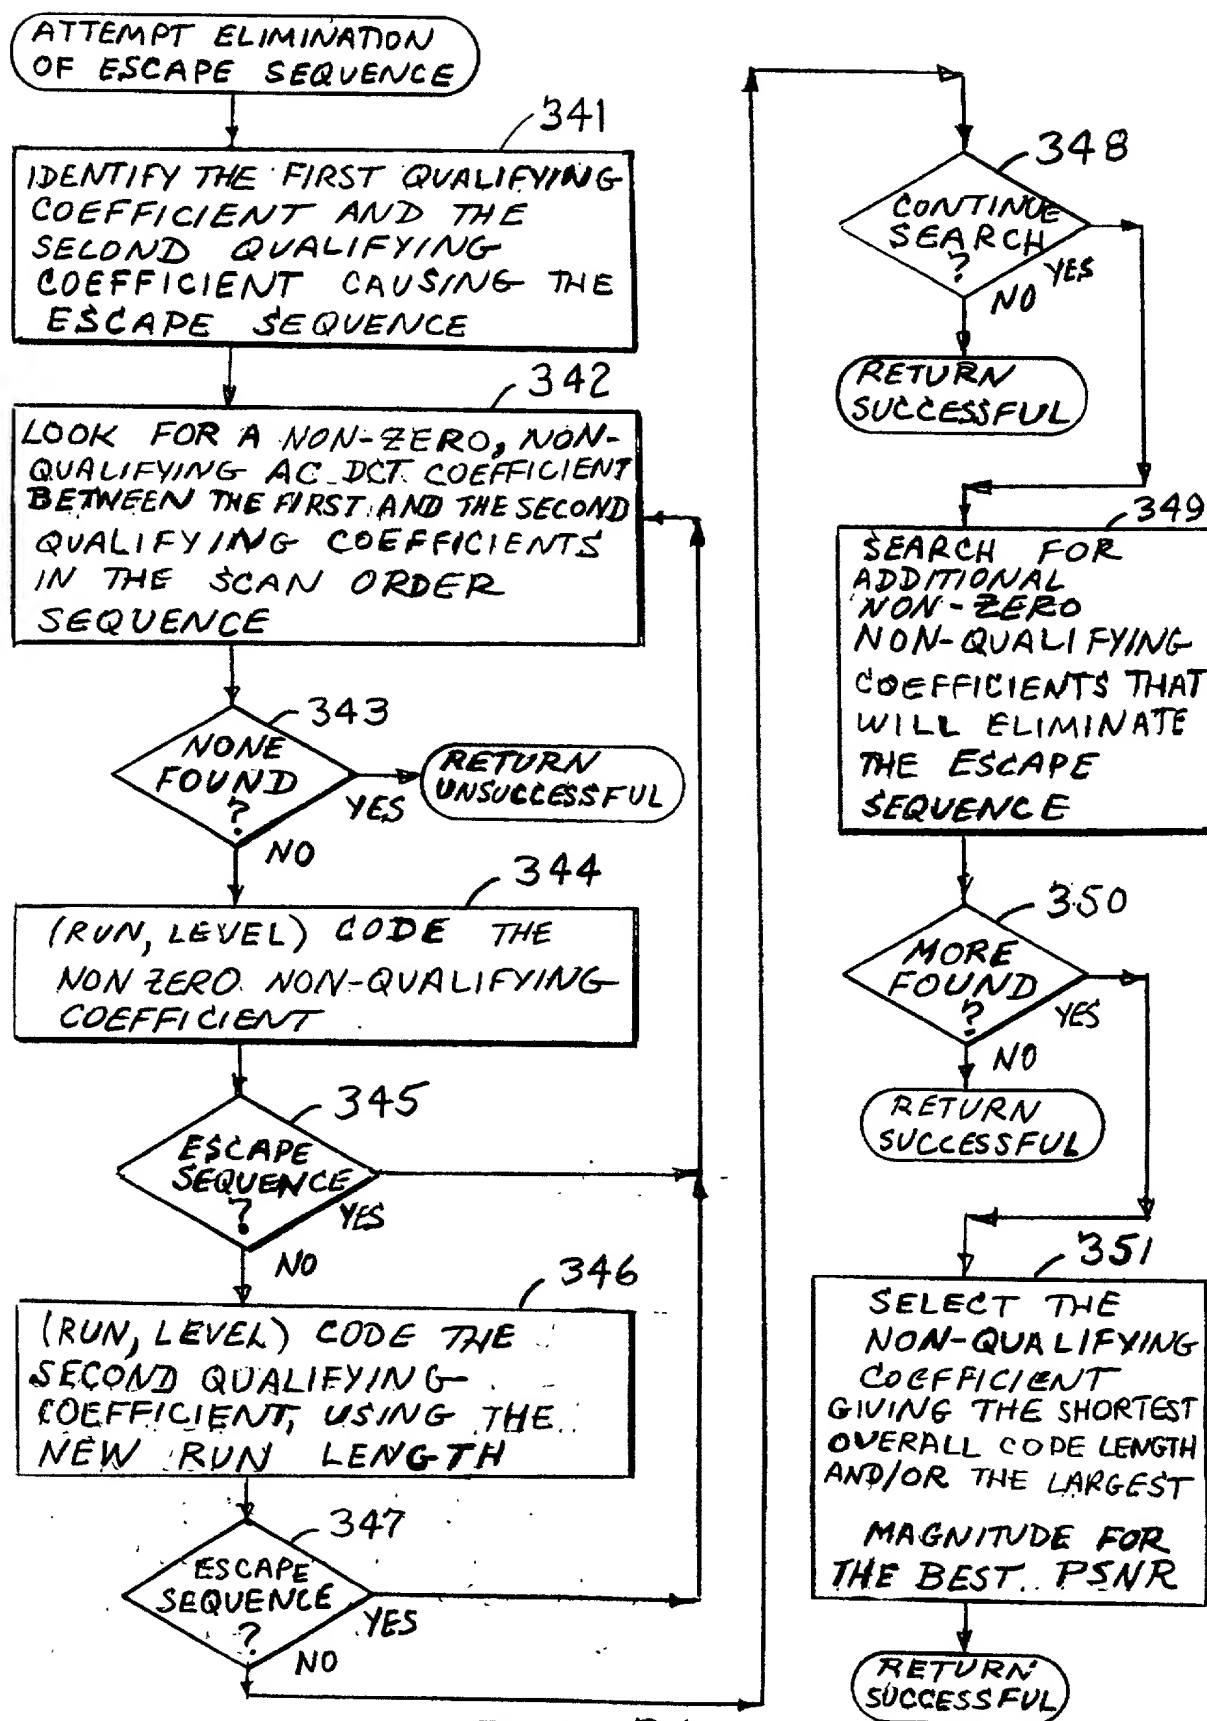 ATTEMPT ELIMINATION
OF ESCAPE SEQUENCE
341
IDENTIFY THE FIRST QUALIFYING
COEFFICIENT AND THE
SECOND QUALIFYING
COEFFICIENT CAUSING THE
ESCAPE SEQUENCE
342
LOOK FOR A NON-ZERO, NON-
QUALIFYING AC DCT COEFFICIENT
BETWEEN THE FIRST AND THE SECOND
QUALIFYING COEFFICIENTS
IN THE SCAN ORDER
SEQUENCE
343
NONE
FOUND
?
YES
NO
RETURN
UNSUCCESSFUL
344
(RUN, LEVEL) CODE THE
NON ZERO NON-QUALIFYING
COEFFICIENT
345
ESCAPE
SEQUENCE
?
YES
NO
346
(RUN, LEVEL) CODE THE
SECOND QUALIFYING
COEFFICIENT, USING THE
NEW RUN LENGTH
347
ESCAPE
SEQUENCE
?
YES
NO
348
CONTINUE
SEARCH
?
YES
NO
RETURN
SUCCESSFUL
349
SEARCH FOR
ADDITIONAL
NON-ZERO
NON-QUALIFYING
COEFFICIENTS THAT
WILL ELIMINATE
THE ESCAPE
SEQUENCE
350
MORE
FOUND
?
YES
NO
RETURN
SUCCESSFUL
351
SELECT THE
NON-QUALIFYING
COEFFICIENT
GIVING THE SHORTEST
OVERALL CODE LENGTH
AND/OR THE LARGEST
MAGNITUDE FOR
THE BEST PSNR
RETURN
SUCCESSFUL